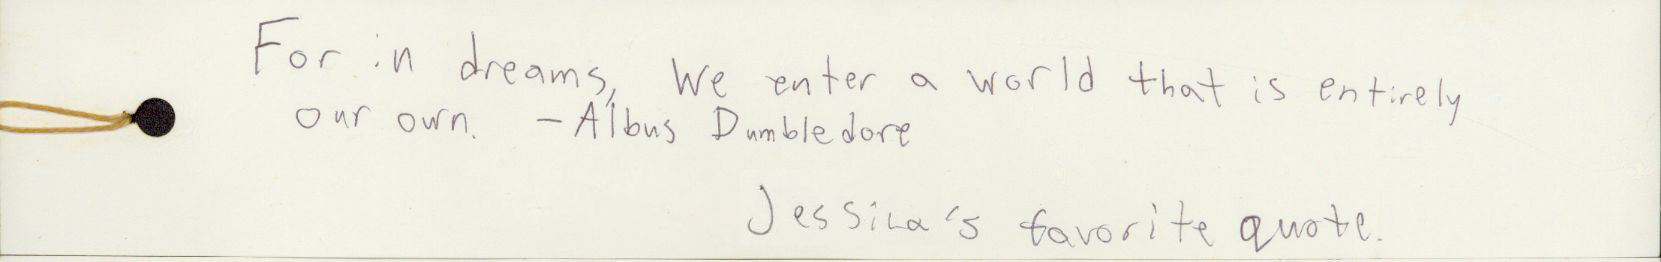 For in dreams, We enter a world that is entirely
our own. - Albus Dumbledore
Jessica's favorite quote.